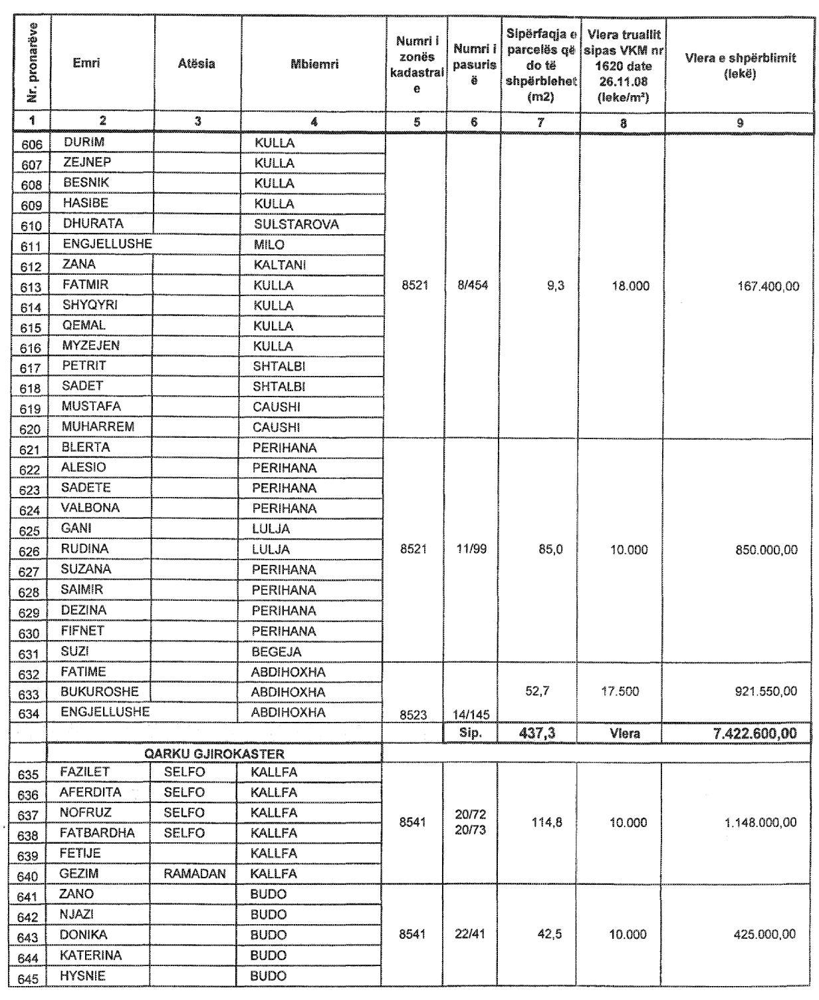 Nr. pronarëve Emri Atësia Mbiemri Numri i zonës kadastrale Numri i pasurisë Sipërfaqja e parcelës që do të shpërblehet (m2) Vlera truallit sipas VKM nr 1620 date 26.11.08 (leke/m²) Vlera e shpërblimit (lekë)
1 2 3 4 5 6 7 8 9
606 DURIM KULLA
607 ZEJNEP KULLA
608 BESNIK KULLA
609 HASIBE KULLA
610 DHURATA SULSTAROVA
611 ENGJELLUSHE MILO
612 ZANA KALTANI
613 FATMIR KULLA 8521 8/454 9,3 18.000 167.400,00
614 SHYQYRI KULLA
615 QEMAL KULLA
616 MYZEJEN KULLA
617 PETRIT SHTALBI
618 SADET SHTALBI
619 MUSTAFA CAUSHI
620 MUHARREM CAUSHI
621 BLERTA PERIHANA
622 ALESIO PERIHANA
623 SADETE PERIHANA
624 VALBONA PERIHANA
625 GANI LULJA
626 RUDINA LULJA 8521 11/99 85,0 10.000 850.000,00
627 SUZANA PERIHANA
628 SAIMIR PERIHANA
629 DEZINA PERIHANA
630 FIFNET PERIHANA
631 SUZI BEGEJA
632 FATIME ABDIHOXHA
633 BUKUROSHE ABDIHOXHA 52,7 17.500 921.550,00
634 ENGJELLUSHE ABDIHOXHA 8523 14/145
Sip. 437,3 Vlera 7.422.600,00
QARKU GJIROKASTER
635 FAZILET SELFO KALLFA
636 AFERDITA SELFO KALLFA
637 NOFRUZ SELFO KALLFA 8541 20/72 20/73 114,8 10.000 1.148.000,00
638 FATBARDHA SELFO KALLFA
639 FETIJE KALLFA
640 GEZIM RAMADAN KALLFA
641 ZANO BUDO
642 NJAZI BUDO
643 DONIKA BUDO 8541 22/41 42,5 10.000 425.000,00
644 KATERINA BUDO
645 HYSNIE BUDO